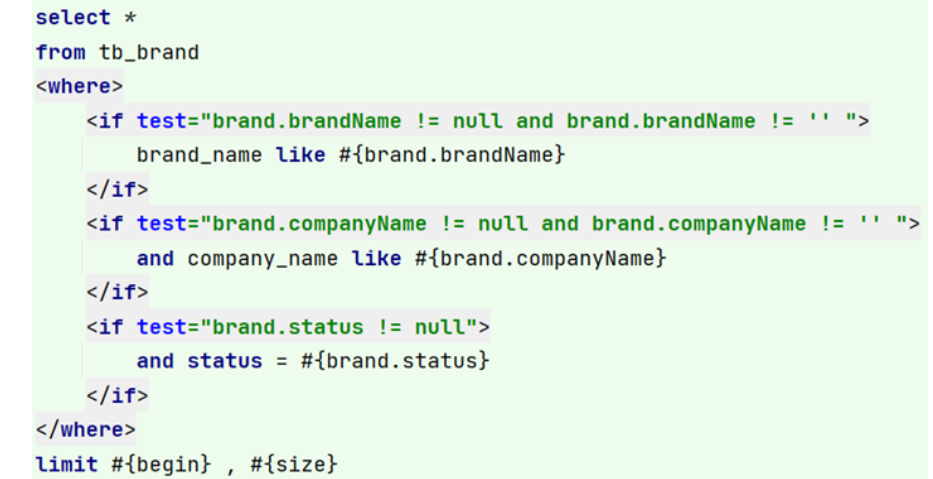 select *
from tb_brand
<where>
<if test="brand.brandName != null and brand.brandName != '' ">
brand_name like #{brand.brandName}
</if>
<if test="brand.companyName != null and brand.companyName != '' ">
and company_name like #{brand.companyName}
</if>
<if test="brand.status != null">
and status = #{brand.status}
</if>
</where>
limit #{begin} , #{size}